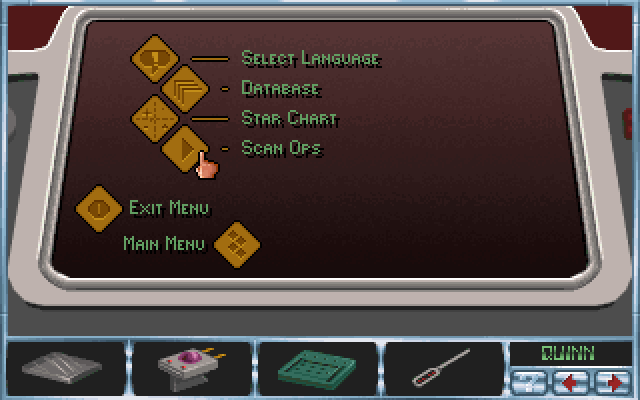 Select Language
Database
Star Chart
Scan Ops
Exit Menu
Main Menu
Quinn